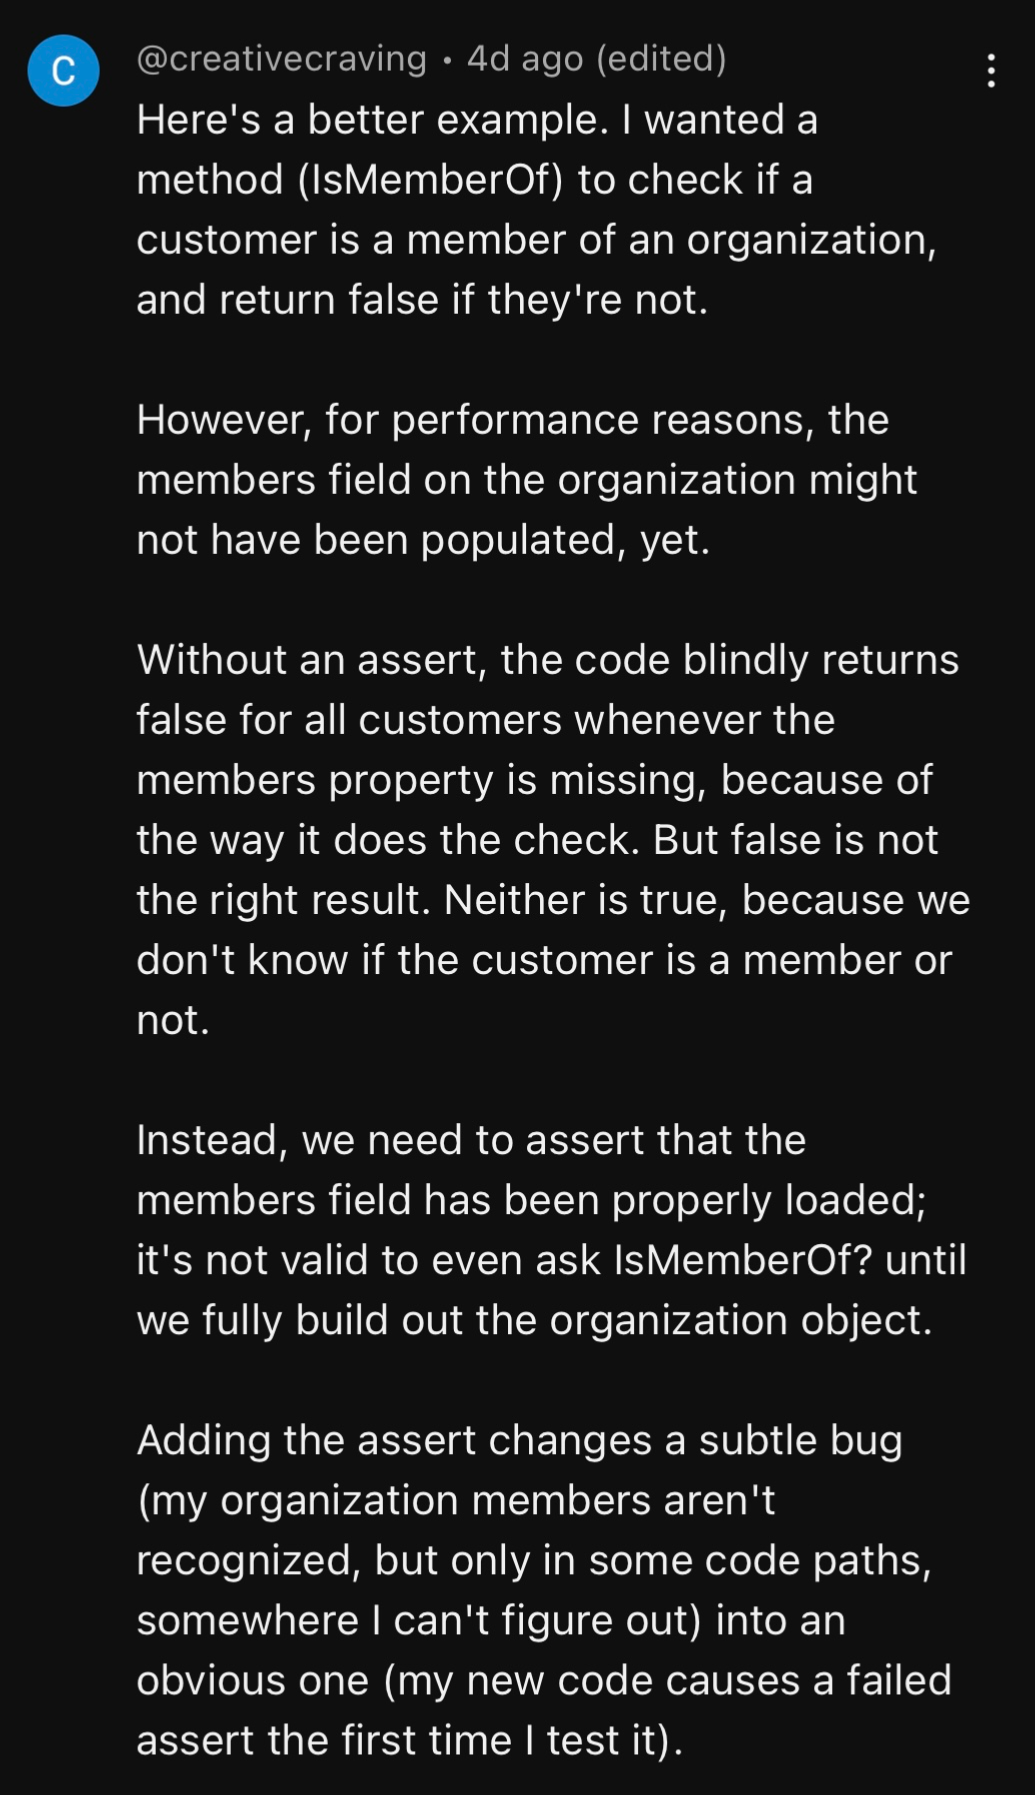 C
@creativecraving • 4d ago (edited)
Here's a better example. I wanted a
method (IsMemberOf) to check if a
customer is a member of an organization,
and return false if they're not.
However, for performance reasons, the
members field on the organization might
not have been populated, yet.
Without an assert, the code blindly returns
false for all customers whenever the
members property is missing, because of
the way it does the check. But false is not
the right result. Neither is true, because we
don't know if the customer is a member or
not.
Instead, we need to assert that the
members field has been properly loaded;
it's not valid to even ask IsMemberOf? until
we fully build out the organization object.
Adding the assert changes a subtle bug
(my organization members aren't
recognized, but only in some code paths,
somewhere I can't figure out) into an
obvious one (my new code causes a failed
assert the first time I test it).